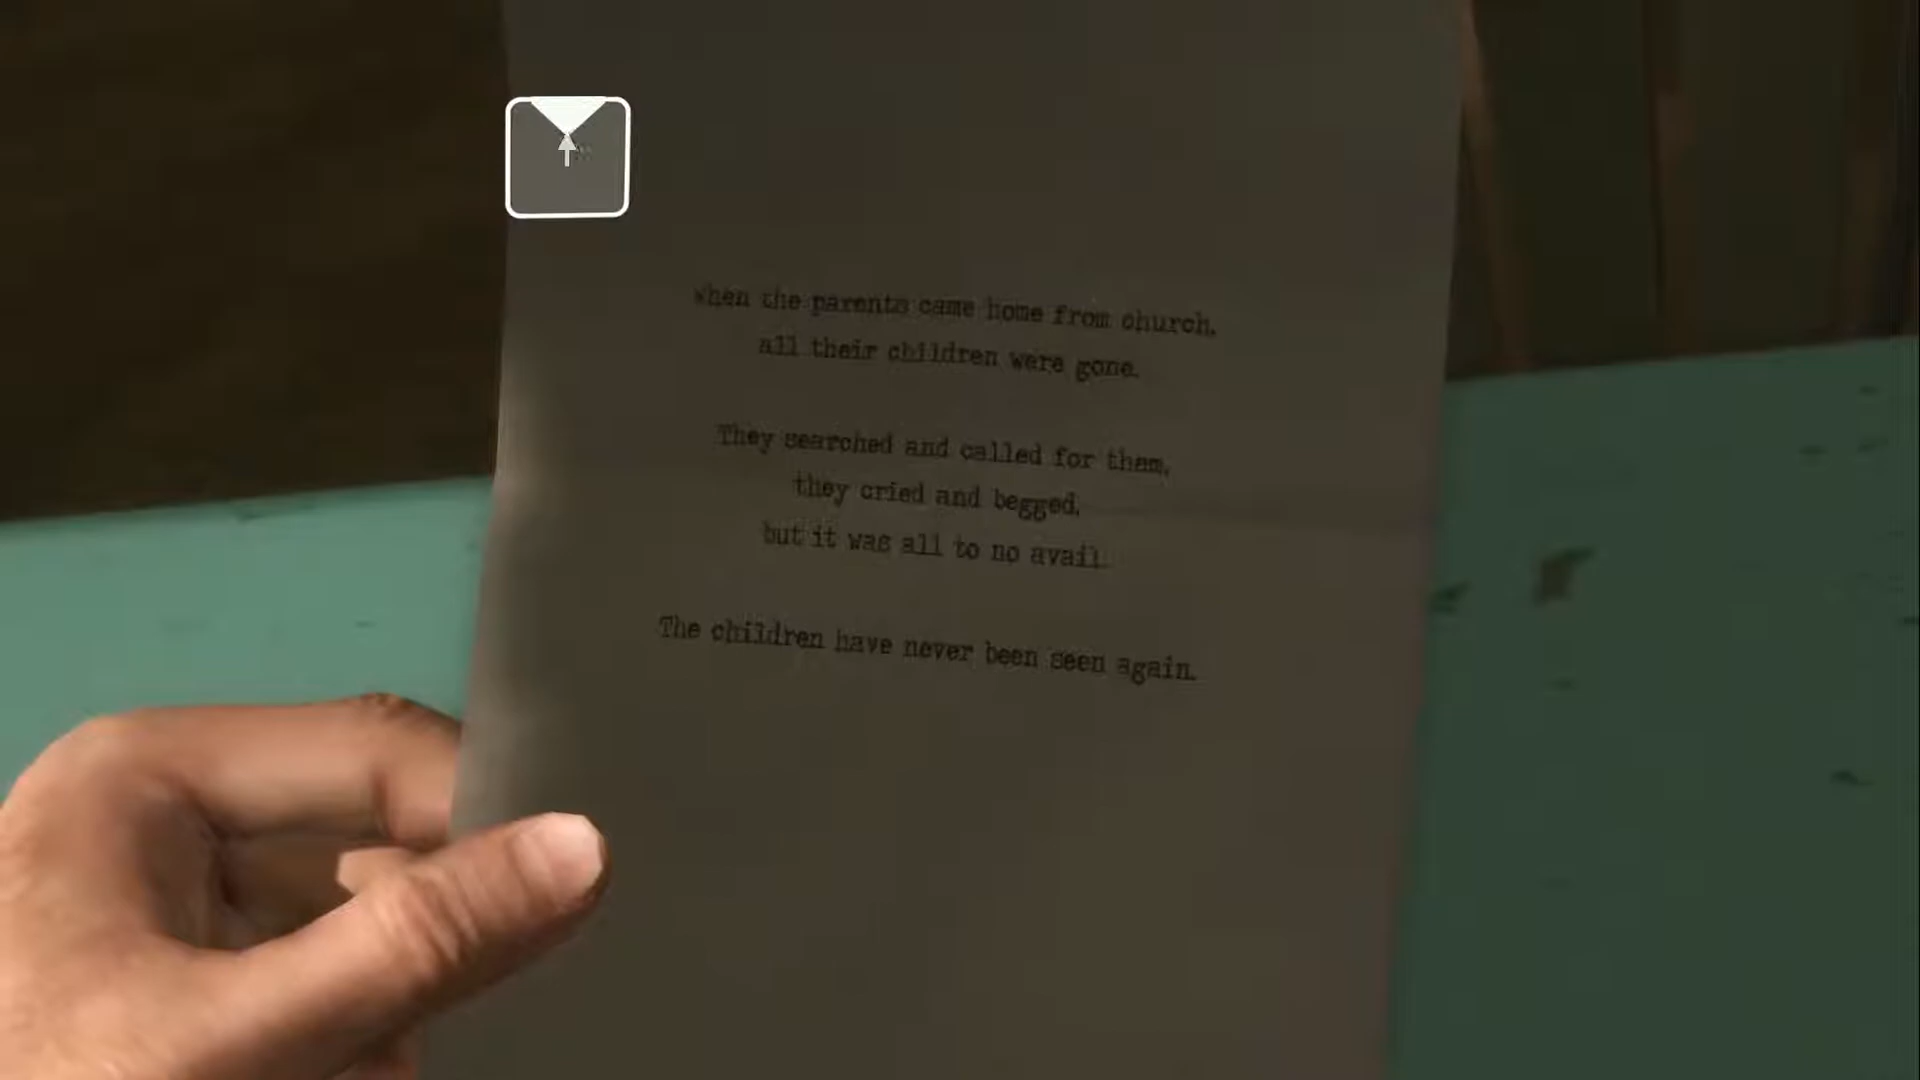 When the parents came home from church,
all their children were gone.
They searched and called for them,
they cried and begged,
but it was all to no avail.
The children have never been seen again.